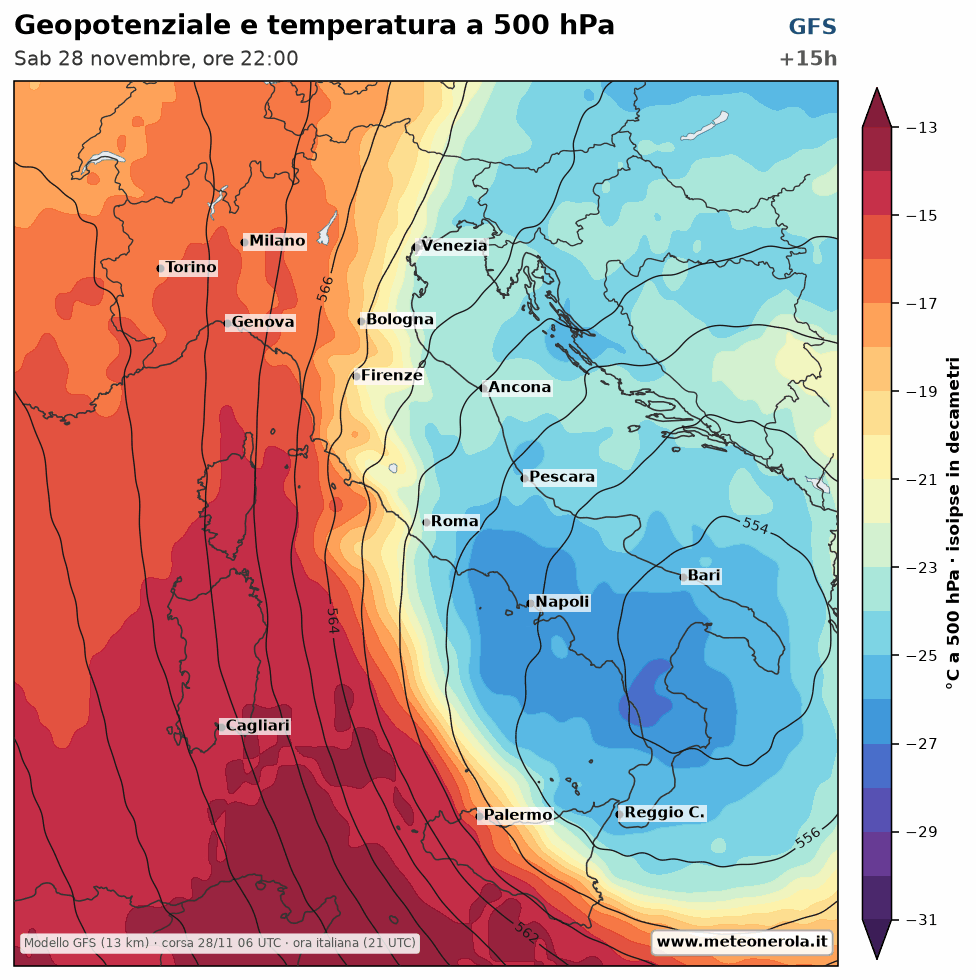 Geopotenziale e temperatura a 500 hPa
GFS
Sab 28 novembre, ore 22:00
+15h
−13
−15
−17
−19
−21
−23
−25
−27
−29
−31
°C a 500 hPa · isoipse in decametri
Milano
Venezia
Torino
566
Bologna
Genova
Firenze
Ancona
Pescara
Roma
554
Bari
Napoli
564
Cagliari
Palermo
Reggio C.
556
562
Modello GFS (13 km) · corsa 28/11 06 UTC · ora italiana (21 UTC)
www.meteonerola.it